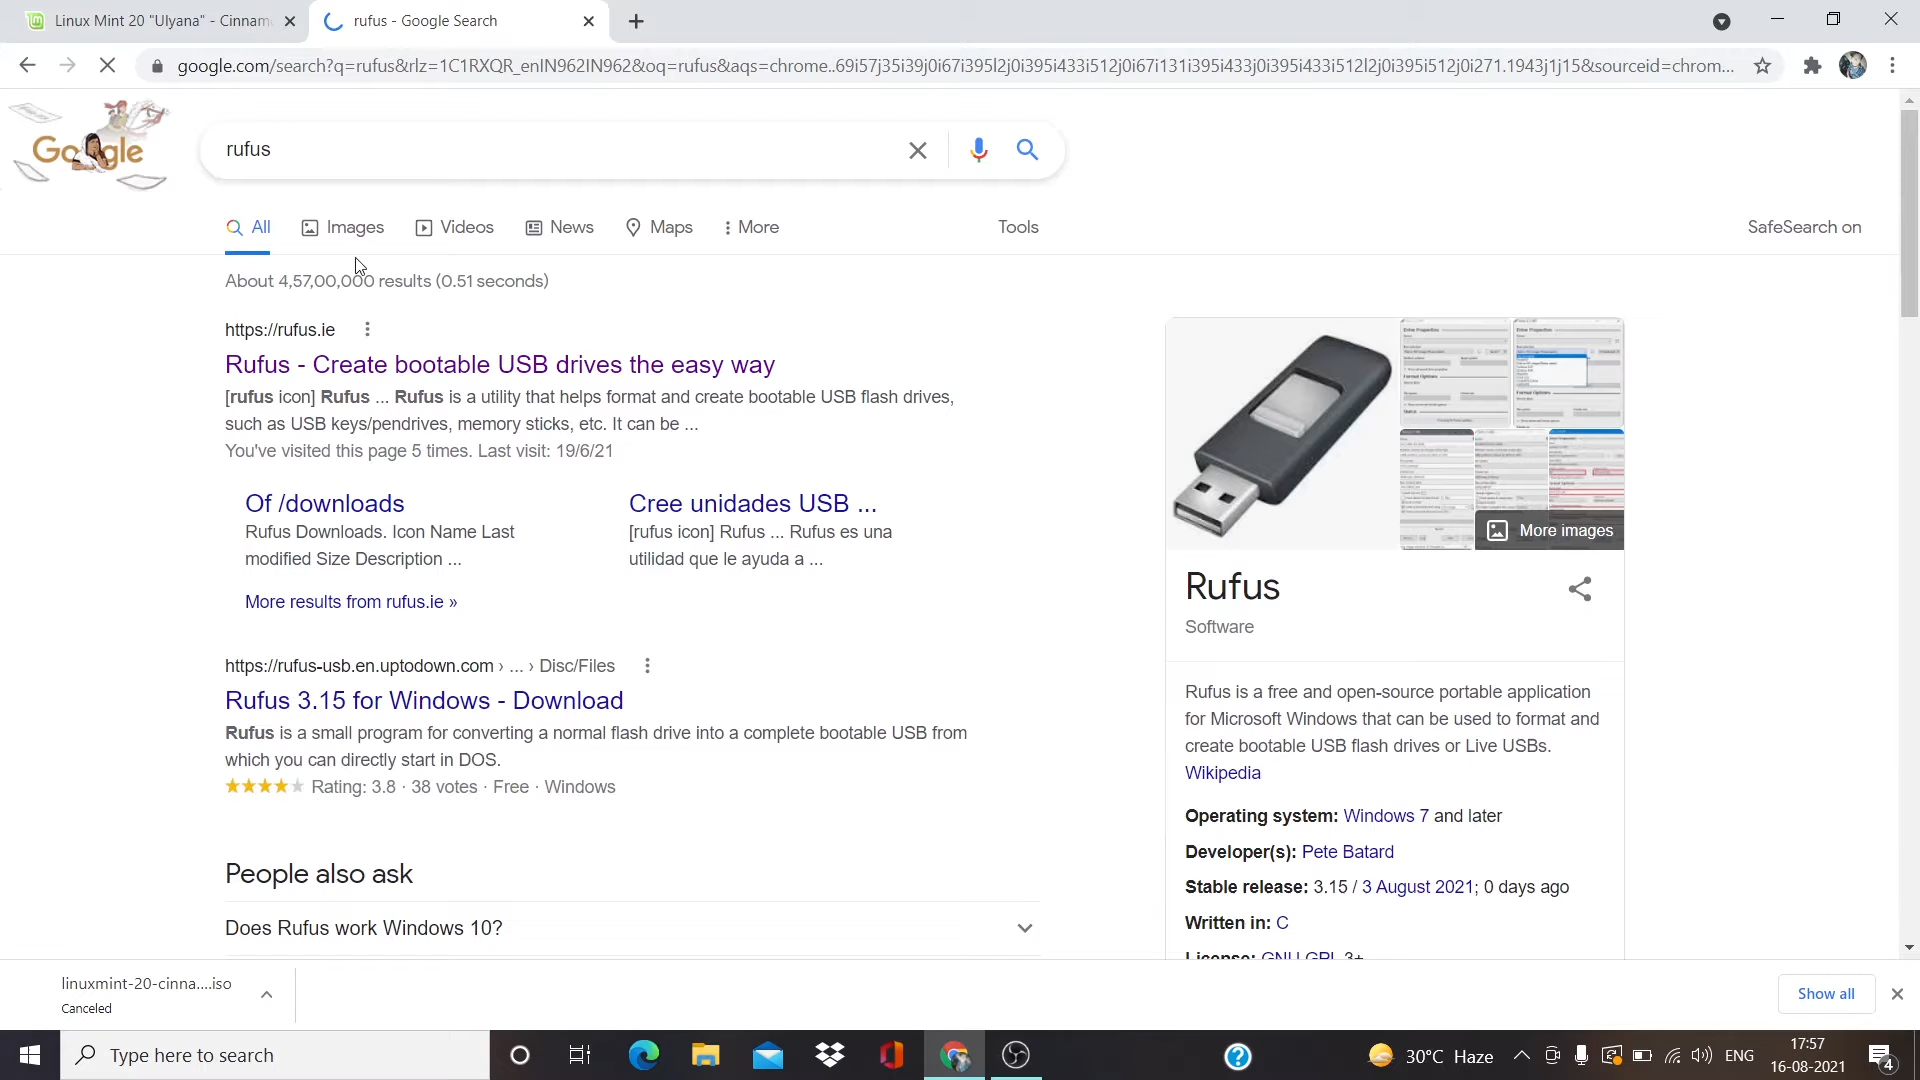 Linux Mint 20 "Ulyana" - Cinnam
rufus - Google Search
google.com/search?q=rufus&rlz=1C1RXQR_enIN962IN962&oq=rufus&aqs=chrome..69i57j35i39j0i67i395l2j0i395i433i512j0i67i131i395i433j0i395i433i512l2j0i395i512j0i271.1943j1j15&sourceid=chrom...
Google
rufus
All Images Videos News Maps More Tools SafeSearch on
About 4,57,00,000 results (0.51 seconds)
https://rufus.ie
Rufus - Create bootable USB drives the easy way
[rufus icon] Rufus ... Rufus is a utility that helps format and create bootable USB flash drives,
such as USB keys/pendrives, memory sticks, etc. It can be ...
You've visited this page 5 times. Last visit: 19/6/21
Of /downloads
Rufus Downloads. Icon Name Last
modified Size Description ...
Cree unidades USB ...
[rufus icon] Rufus ... Rufus es una
utilidad que le ayuda a ...
More results from rufus.ie »
https://rufus-usb.en.uptodown.com › ... › Disc/Files
Rufus 3.15 for Windows - Download
Rufus is a small program for converting a normal flash drive into a complete bootable USB from
which you can directly start in DOS.
Rating: 3.8 · 38 votes · Free · Windows
People also ask
Does Rufus work Windows 10?
More images
Rufus
Software
Rufus is a free and open-source portable application
for Microsoft Windows that can be used to format and
create bootable USB flash drives or Live USBs.
Wikipedia
Operating system: Windows 7 and later
Developer(s): Pete Batard
Stable release: 3.15 / 3 August 2021; 0 days ago
Written in: C
License: GNU GPL 3+
linuxmint-20-cinna....iso
Canceled
Show all
Type here to search
30°C Haze
ENG
17:57
16-08-2021
4